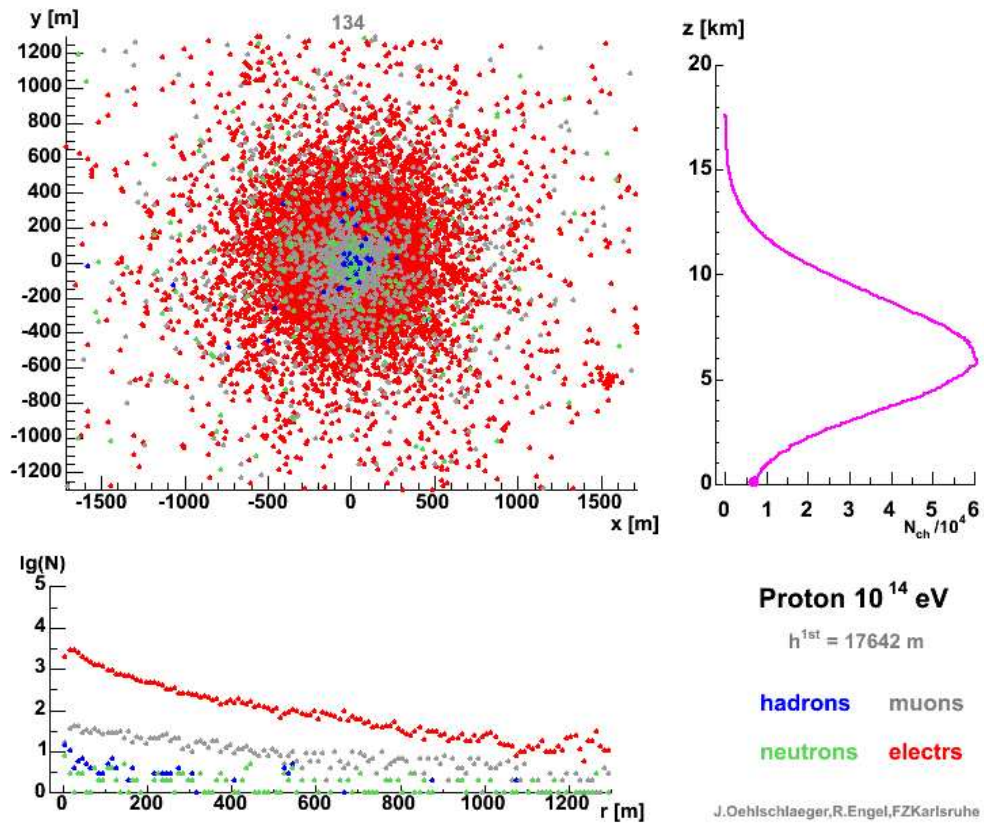 y [m]
134
1200
1000
800
600
400
200
0
-200
-400
-600
-800
-1000
-1200
-1500 -1000 -500 0 500 1000 1500
x [m]
z [km]
20
15
10
5
0
0 1 2 3 4 5 6
N_ch /10^4
lg(N)
5
4
3
2
1
0
0 200 400 600 800 1000 1200
r [m]
Proton 10^14 eV
h^1st = 17642 m
hadrons muons
neutrons electrs
J.Oehlschlaeger,R.Engel,FZKarlsruhe